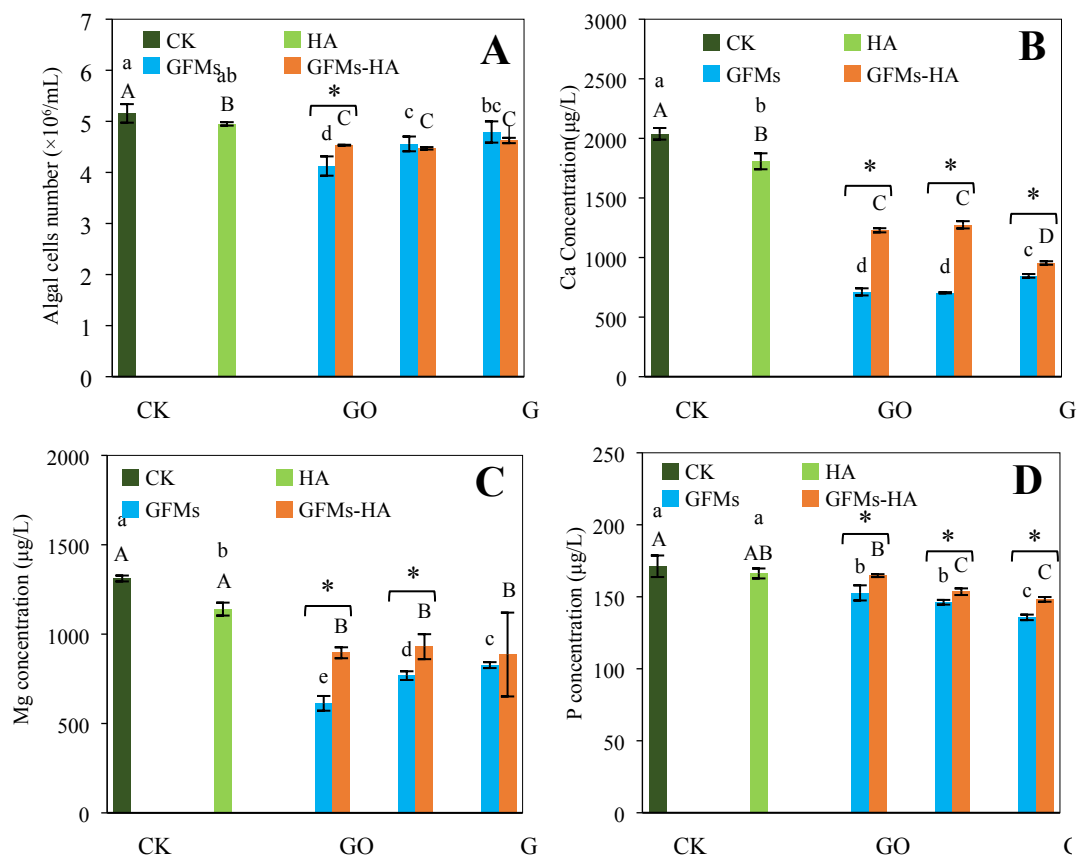 7
6
5
4
3
2
1
0
Algal cells number (×10⁶/mL)
CK HA
GFMs GFMs-HA
A
a
A
ab
B
*
d C
c C
bc C
CK GO G
3000
2500
2000
1500
1000
500
0
Ca Concentration(μg/L)
CK HA
GFMs GFMs-HA
B
a
A
b
B
*
d C
*
d C
*
c D
CK GO G
2000
1500
1000
500
0
Mg concentration (μg/L)
CK HA
GFMs GFMs-HA
C
a
A
b
A
*
e B
*
d B
c B
CK GO G
250
200
150
100
50
0
P concentration (μg/L)
CK HA
GFMs GFMs-HA
D
a
A
a
AB
*
b B
*
b C
*
c C
CK GO